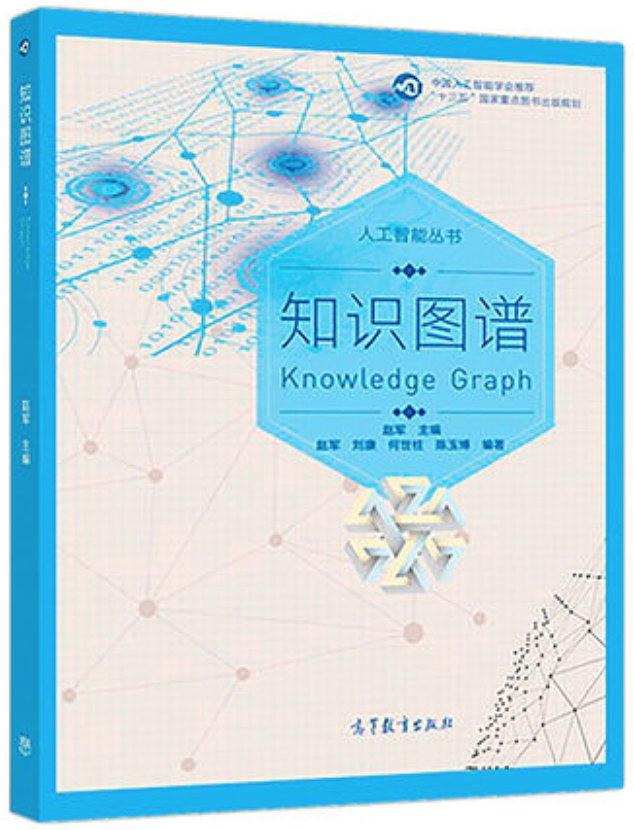 中国人工智能学会推荐
"十三五"国家重点图书出版规划
人工智能丛书
知识图谱
Knowledge Graph
赵军 主编
赵军 刘康 何世柱 陈玉博 编著
高等教育出版社
知识图谱
赵军 主编